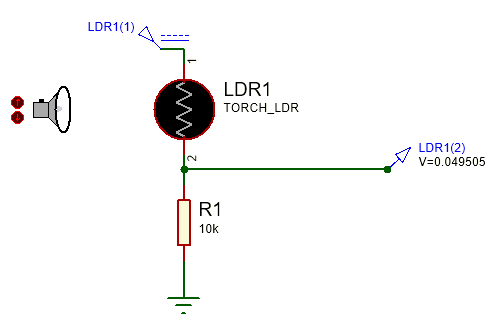 LDR1(1)
1
LDR1
TORCH_LDR
2
LDR1(2)
V=0.049505
R1
10k